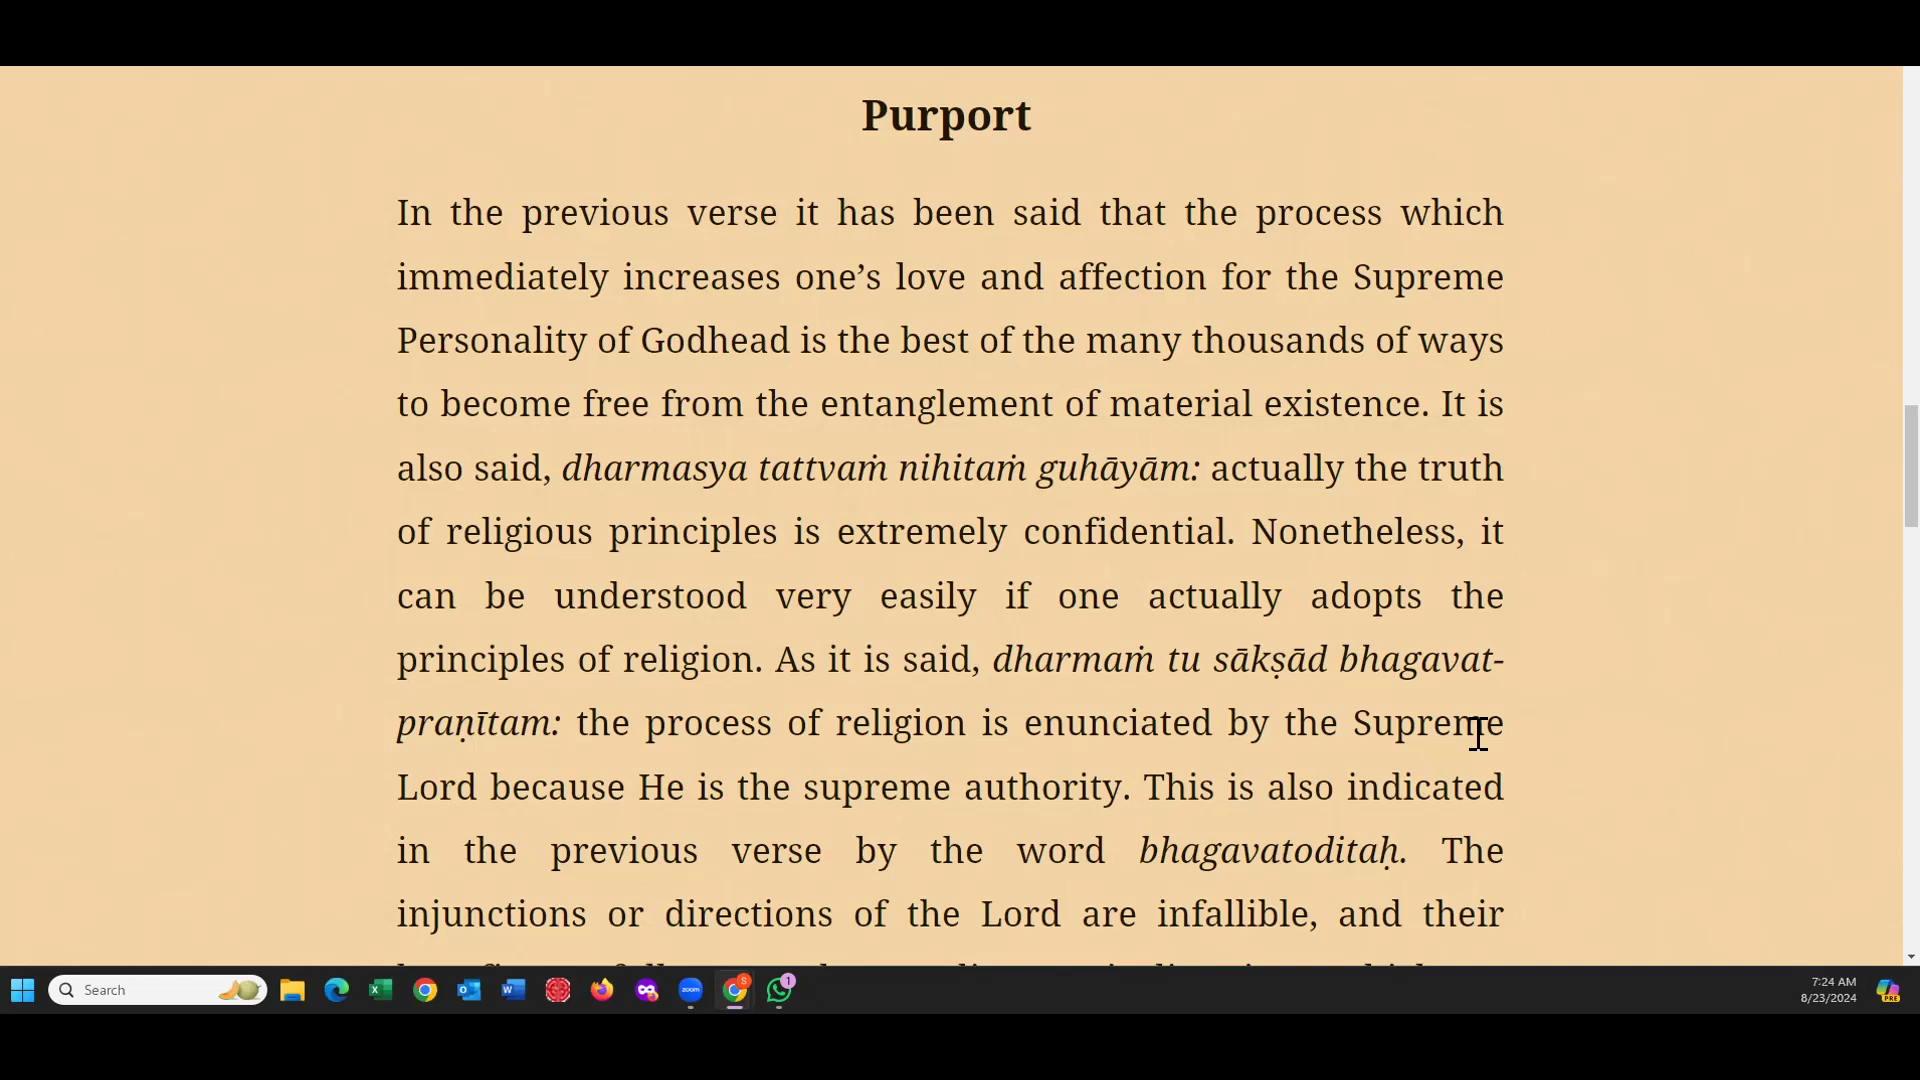 Purport
In the previous verse it has been said that the process which
immediately increases one’s love and affection for the Supreme
Personality of Godhead is the best of the many thousands of ways
to become free from the entanglement of material existence. It is
also said, dharmasya tattvaṁ nihitaṁ guhāyām: actually the truth
of religious principles is extremely confidential. Nonetheless, it
can be understood very easily if one actually adopts the
principles of religion. As it is said, dharmaṁ tu sākṣād bhagavat-
praṇītam: the process of religion is enunciated by the Supreme
Lord because He is the supreme authority. This is also indicated
in the previous verse by the word bhagavatoditaḥ. The
injunctions or directions of the Lord are infallible, and their
Search
zoom
S
1
7:24 AM
8/23/2024
PRE